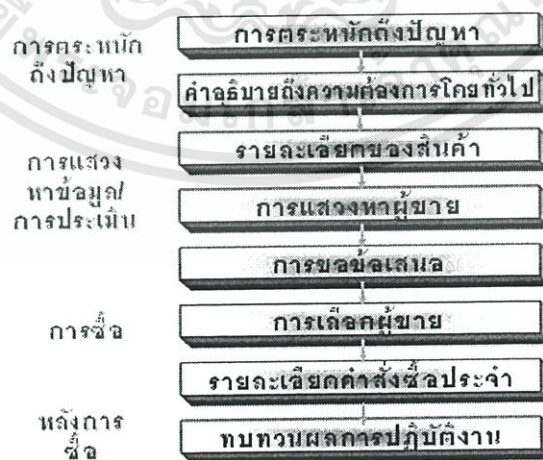 การตระหนัก
ถึงปัญหา
การตระหนักถึงปัญหา
คำอธิบายถึงความต้องการโดยทั่วไป
การแสวง
หาข้อมูล/
การประเมิน
รายละเอียดของสินค้า
การแสวงหาผู้ขาย
การขอข้อเสนอ
การซื้อ
การเลือกผู้ขาย
รายละเอียดคำสั่งซื้อประจำ
หลังการ
ซื้อ
ทบทวนผลการปฏิบัติงาน